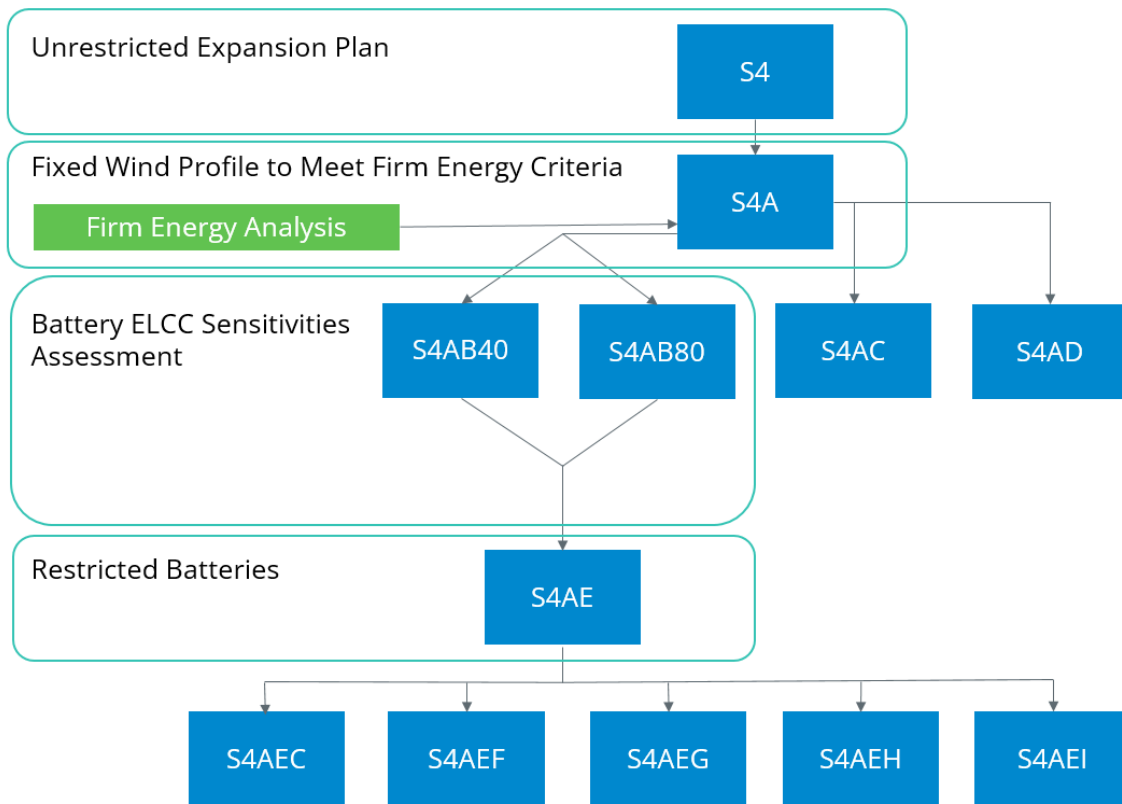 Unrestricted Expansion Plan
S4
Fixed Wind Profile to Meet Firm Energy Criteria
S4A
Firm Energy Analysis
Battery ELCC Sensitivities
Assessment
S4AB40
S4AB80
S4AC
S4AD
Restricted Batteries
S4AE
S4AEC
S4AEF
S4AEG
S4AEH
S4AEI